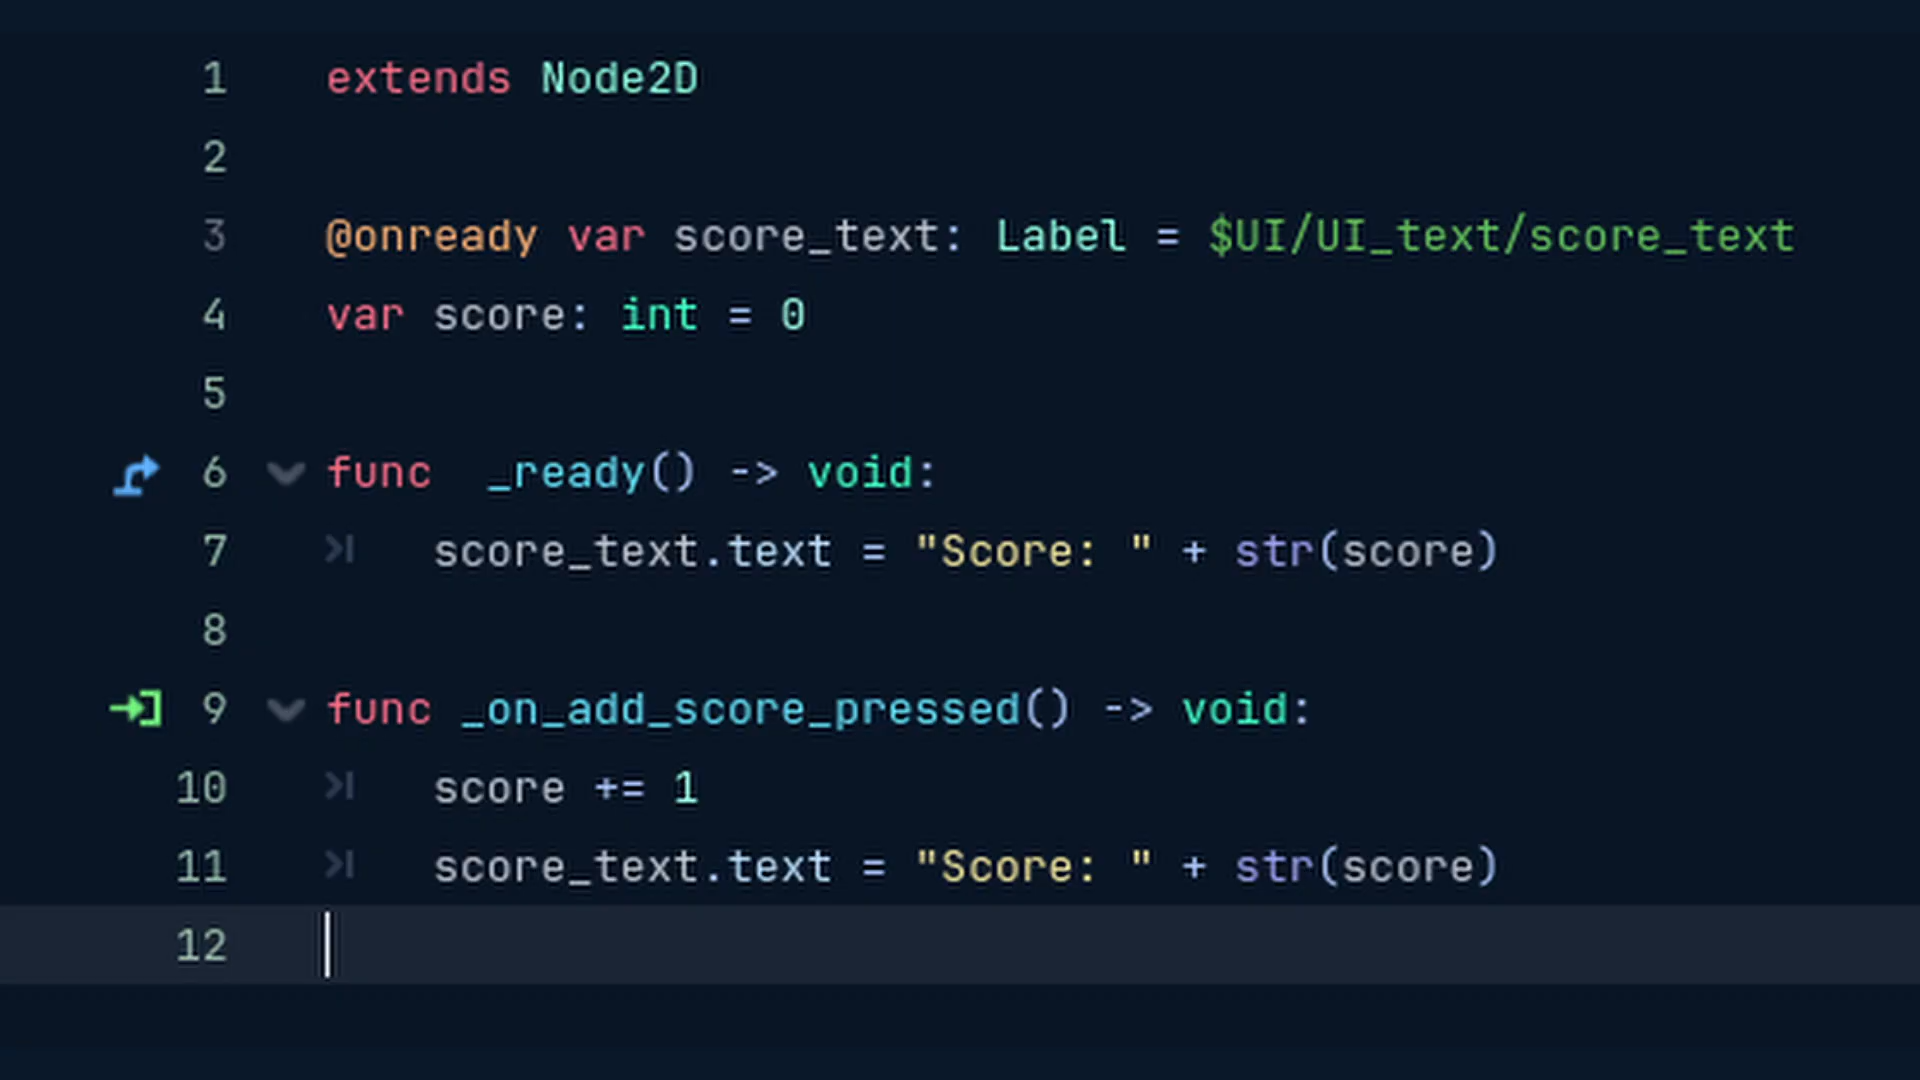 1 extends Node2D
2
3 @onready var score_text: Label = $UI/UI_text/score_text
4 var score: int = 0
5
6 func  _ready() -> void:
7 score_text.text = "Score: " + str(score)
8
9 func _on_add_score_pressed() -> void:
10 score += 1
11 score_text.text = "Score: " + str(score)
12